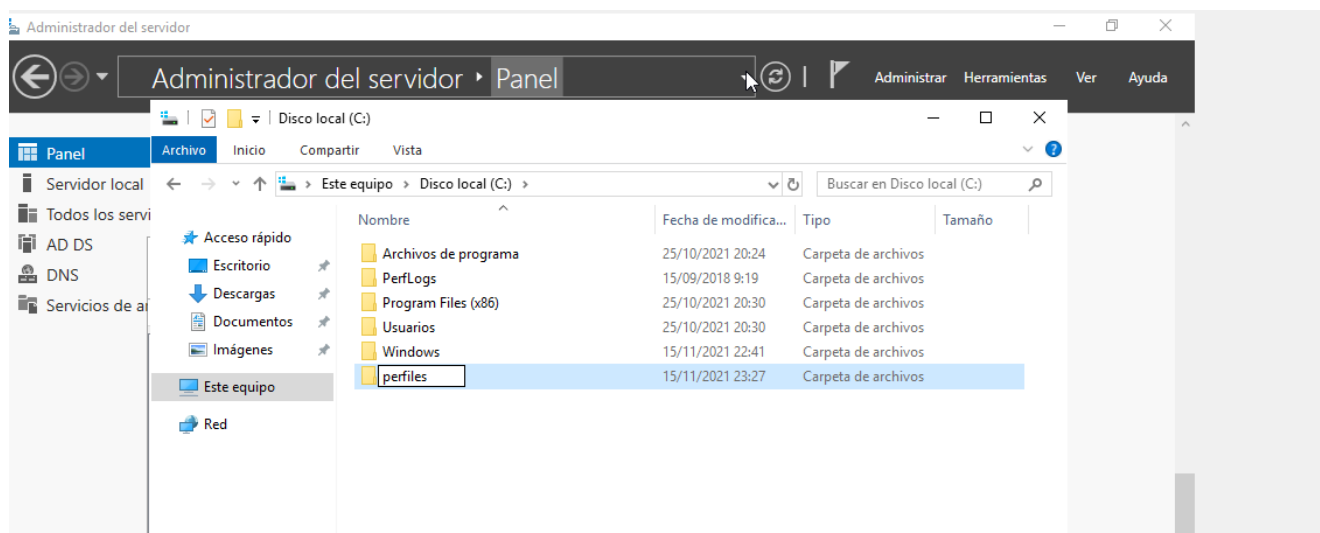 Administrador del servidor
Administrador del servidor ‣ Panel
Administrar Herramientas Ver Ayuda
Disco local (C:)
Archivo Inicio Compartir Vista
Este equipo > Disco local (C:) >
Buscar en Disco local (C:)
Panel
Servidor local
Todos los servi
AD DS
DNS
Servicios de ar
Acceso rápido
Escritorio
Descargas
Documentos
Imágenes
Este equipo
Red
Nombre Fecha de modifica... Tipo Tamaño
Archivos de programa 25/10/2021 20:24 Carpeta de archivos
PerfLogs 15/09/2018 9:19 Carpeta de archivos
Program Files (x86) 25/10/2021 20:30 Carpeta de archivos
Usuarios 25/10/2021 20:30 Carpeta de archivos
Windows 15/11/2021 22:41 Carpeta de archivos
perfiles 15/11/2021 23:27 Carpeta de archivos